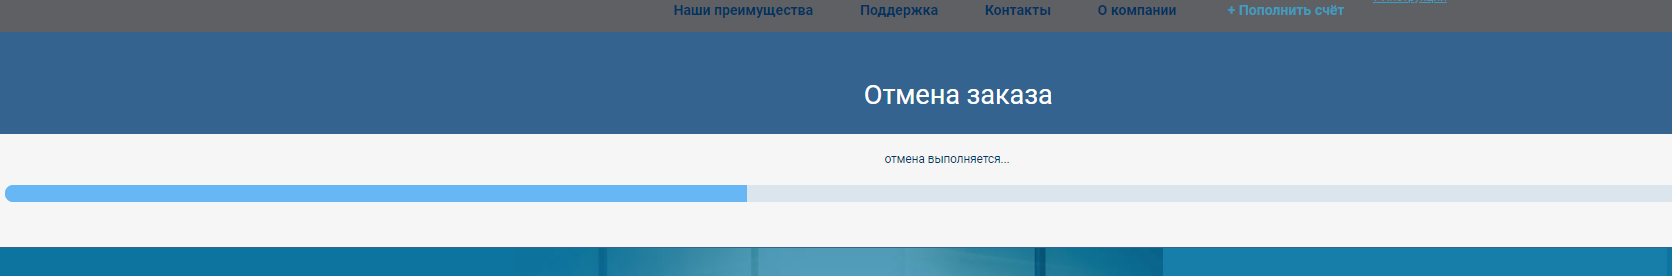 Наши преимущества Поддержка Контакты О компании + Пополнить счёт
Отмена заказа
отмена выполняется...